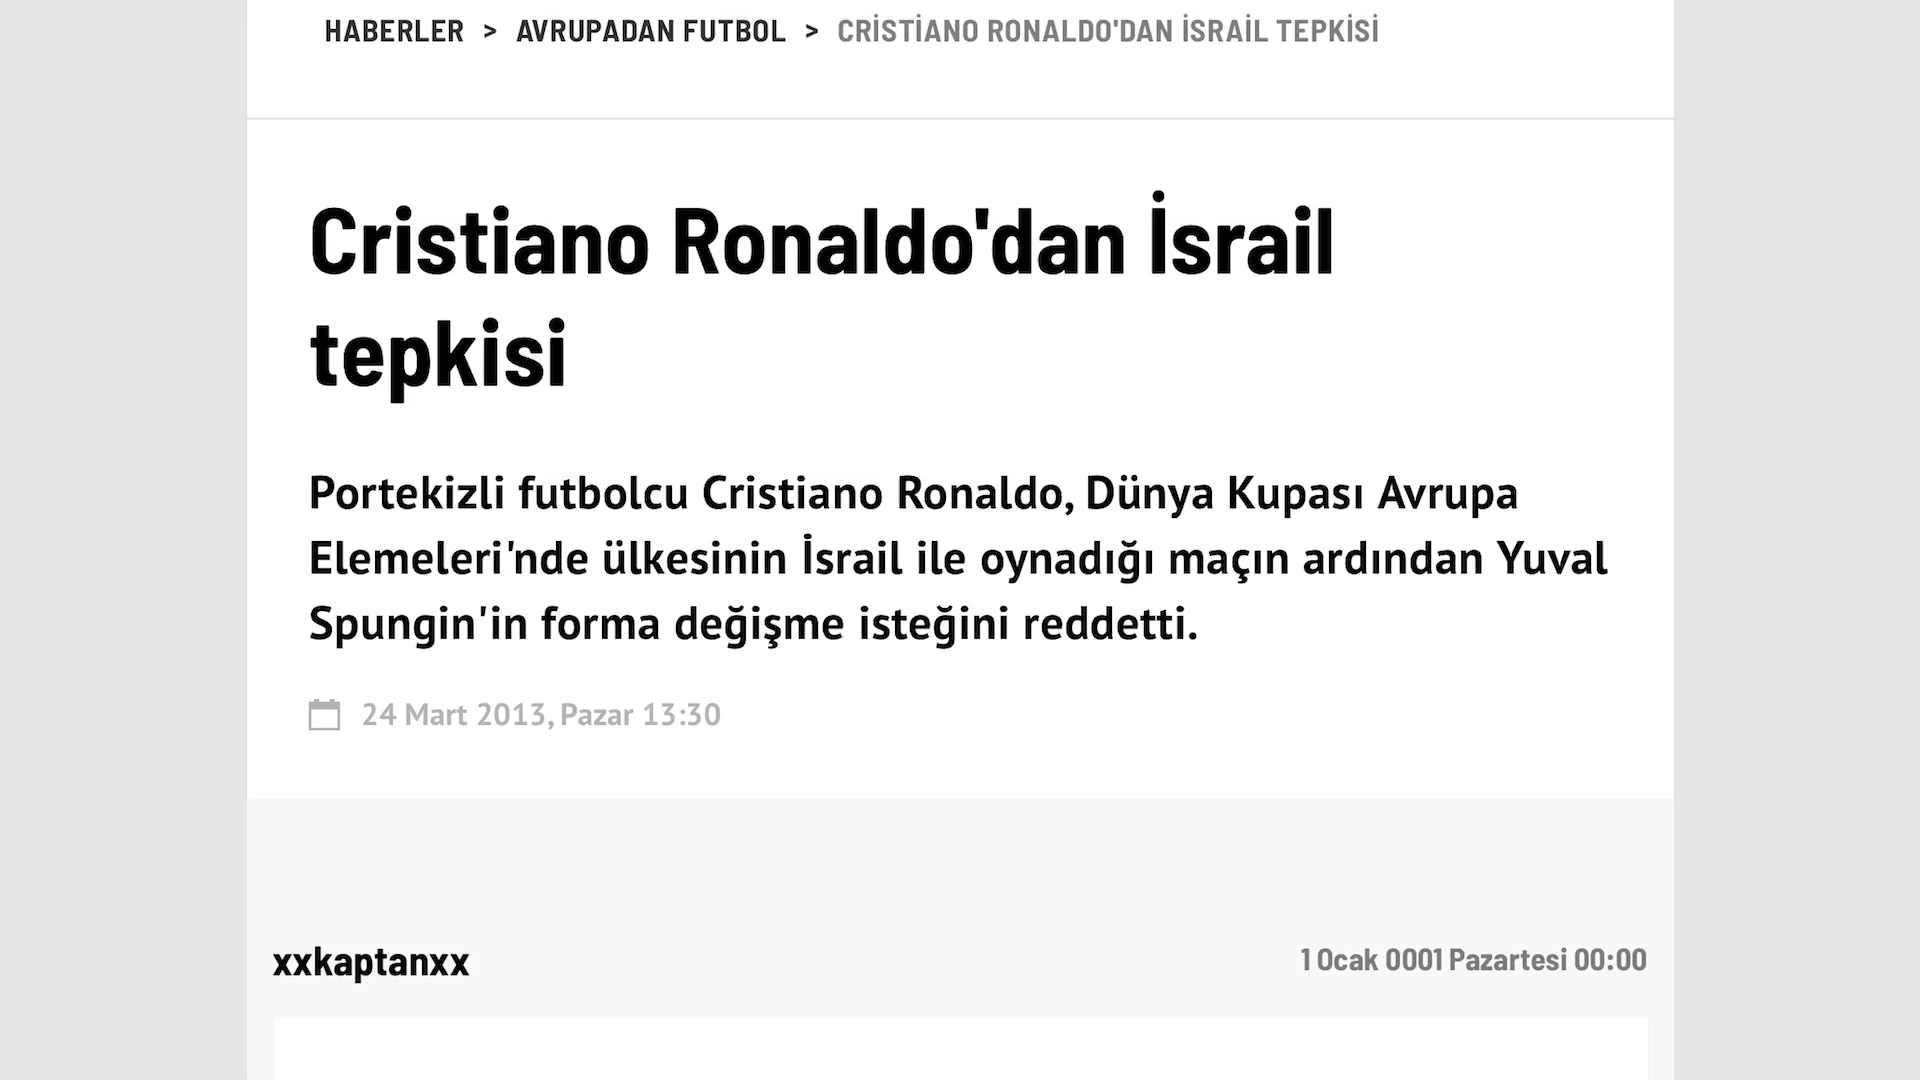 HABERLER > AVRUPADAN FUTBOL > CRİSTİANO RONALDO'DAN İSRAİL TEPKİSİ
Cristiano Ronaldo'dan İsrail
tepkisi
Portekizli futbolcu Cristiano Ronaldo, Dünya Kupası Avrupa
Elemeleri'nde ülkesinin İsrail ile oynadığı maçın ardından Yuval
Spungin'in forma değişme isteğini reddetti.
24 Mart 2013, Pazar 13:30
xxkaptanxx
1 Ocak 0001 Pazartesi 00:00